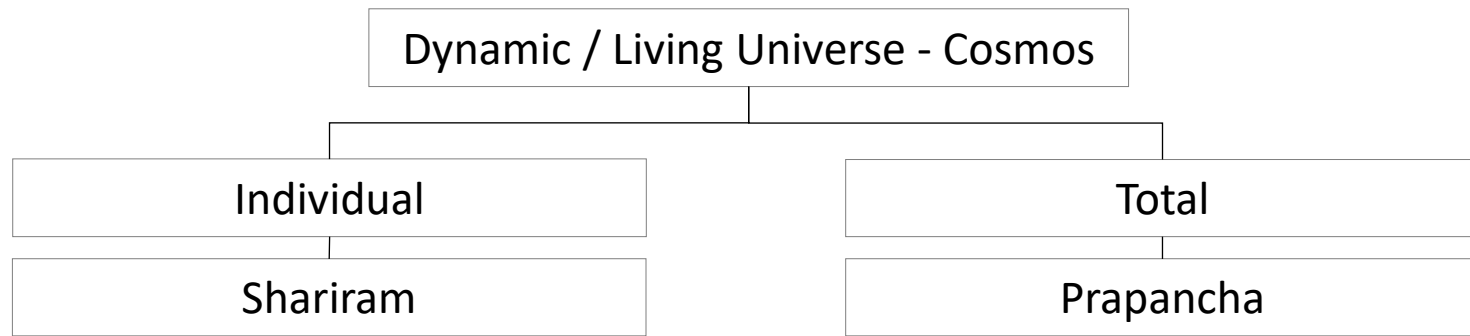 Dynamic / Living Universe - Cosmos
Individual
Total
Shariram
Prapancha